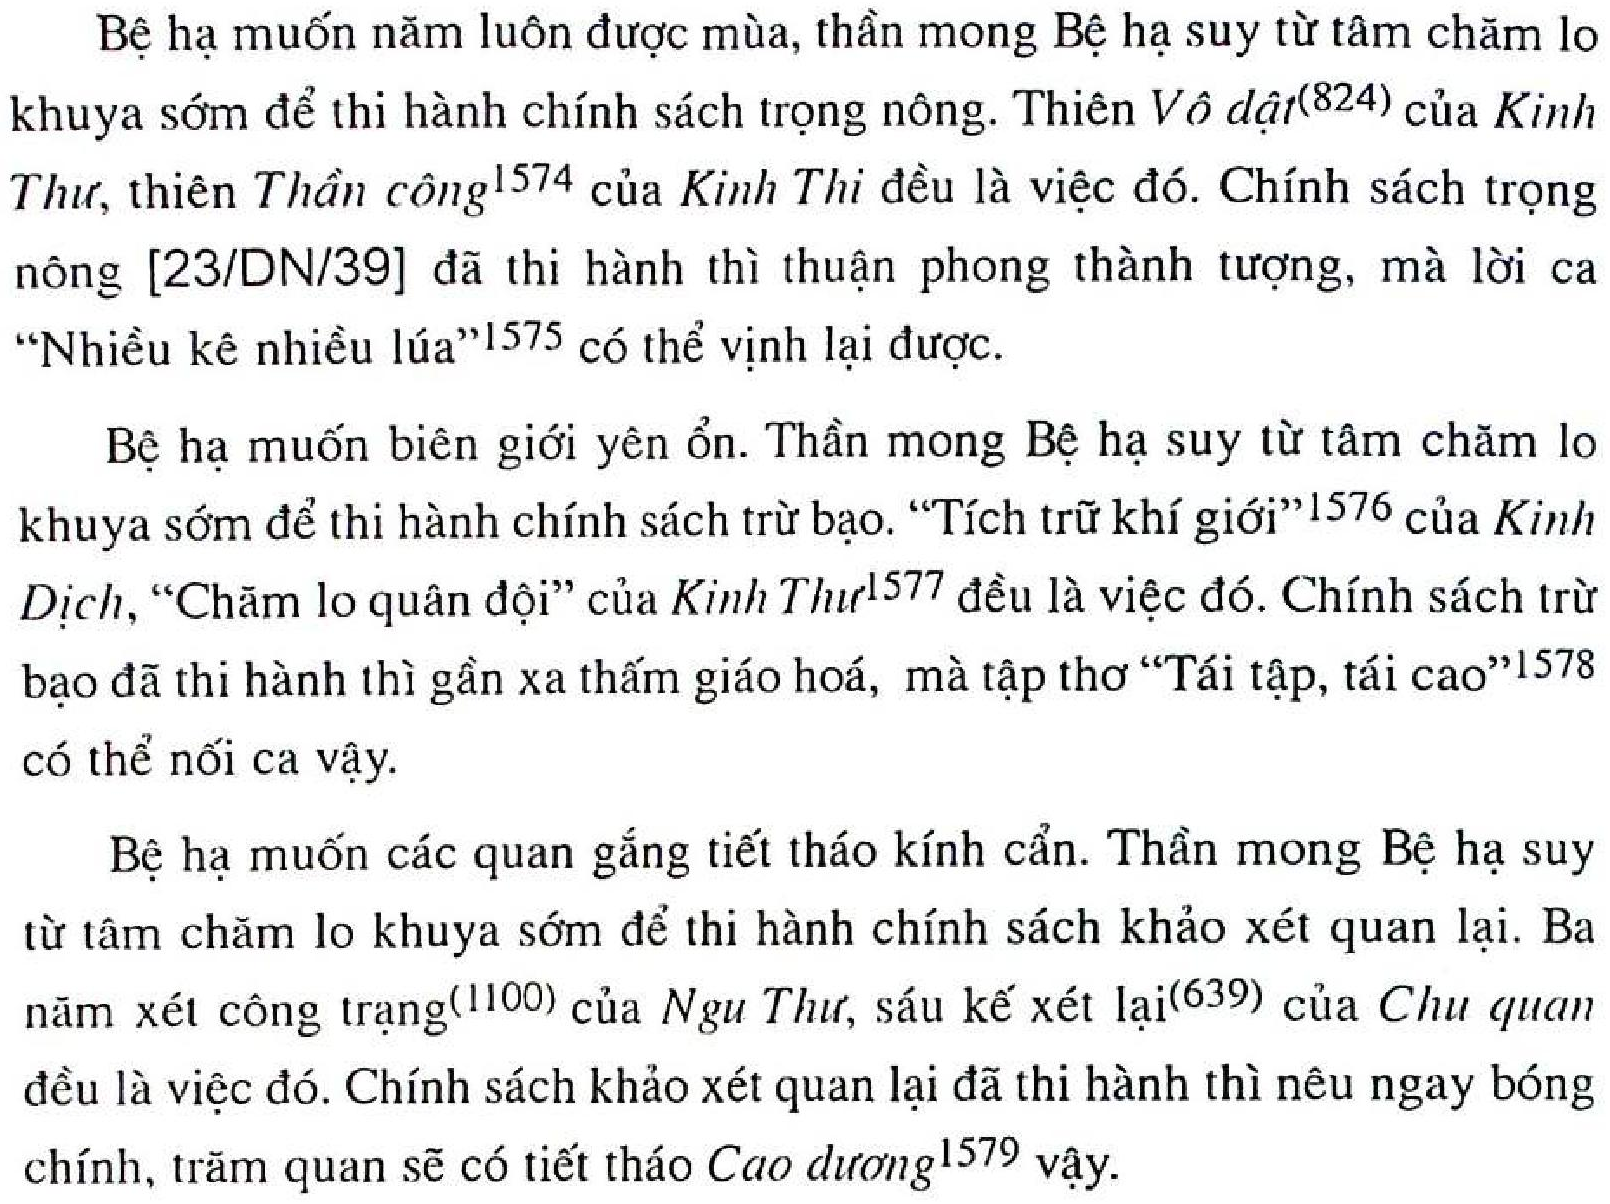 Bệ hạ muốn năm luôn được mùa, thần mong Bệ hạ suy từ tâm chăm lo
khuya sớm để thi hành chính sách trọng nông. Thiên Vô dật(824) của Kinh
Thư, thiên Thần công1574 của Kinh Thi đều là việc đó. Chính sách trọng
nông [23/DN/39] đã thi hành thì thuận phong thành tượng, mà lời ca
“Nhiều kê nhiều lúa”1575 có thể vịnh lại được.
Bệ hạ muốn biên giới yên ổn. Thần mong Bệ hạ suy từ tâm chăm lo
khuya sớm để thi hành chính sách trừ bạo. “Tích trữ khí giới”1576 của Kinh
Dịch, “Chăm lo quân đội” của Kinh Thư1577 đều là việc đó. Chính sách trừ
bạo đã thi hành thì gần xa thấm giáo hoá, mà tập thơ “Tái tập, tái cao”1578
có thể nối ca vậy.
Bệ hạ muốn các quan gắng tiết tháo kính cẩn. Thần mong Bệ hạ suy
từ tâm chăm lo khuya sớm để thi hành chính sách khảo xét quan lại. Ba
năm xét công trạng(1100) của Ngu Thư, sáu kế xét lại(639) của Chu quan
đều là việc đó. Chính sách khảo xét quan lại đã thi hành thì nêu ngay bóng
chính, trăm quan sẽ có tiết tháo Cao dương1579 vậy.